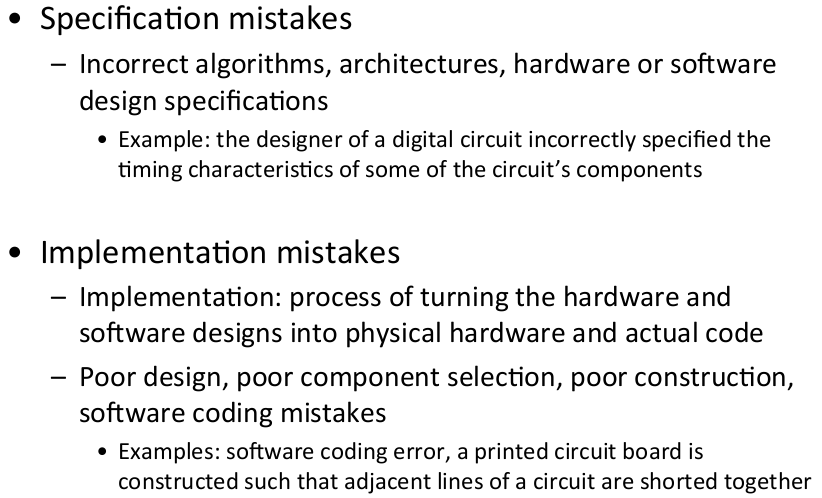 • Specification mistakes
– Incorrect algorithms, architectures, hardware or software
design specifications
• Example: the designer of a digital circuit incorrectly specified the
timing characteristics of some of the circuit’s components
• Implementation mistakes
– Implementation: process of turning the hardware and
software designs into physical hardware and actual code
– Poor design, poor component selection, poor construction,
software coding mistakes
• Examples: software coding error, a printed circuit board is
constructed such that adjacent lines of a circuit are shorted together